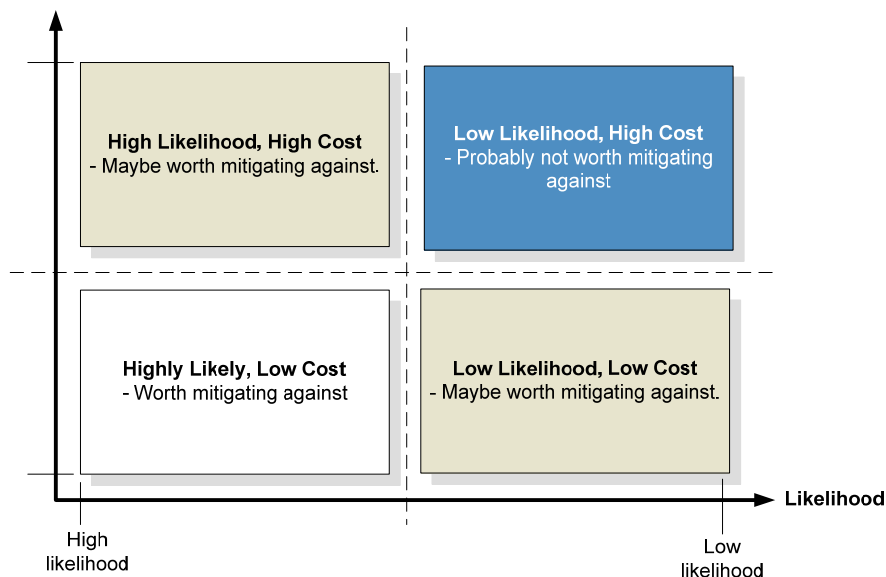 High Likelihood, High Cost
- Maybe worth mitigating against.
Low Likelihood, High Cost
- Probably not worth mitigating
against
Highly Likely, Low Cost
- Worth mitigating against
Low Likelihood, Low Cost
- Maybe worth mitigating against.
Likelihood
High
likelihood
Low
likelihood